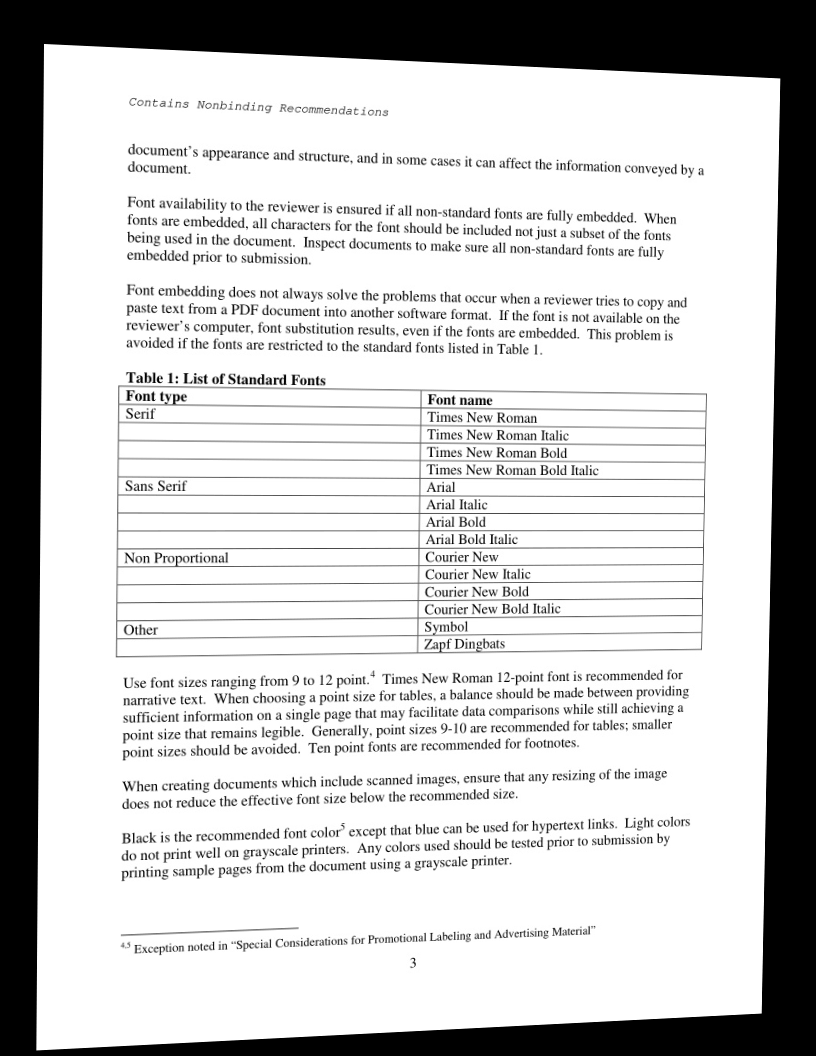 Contains Nonbinding Recommendations
document's appearance and structure, and in some cases it can affect the information conveyed by a
document.
Font availability to the reviewer is ensured if all non-standard fonts are fully embedded. When
fonts are embedded, all characters for the font should be included not just a subset of the fonts
being used in the document. Inspect documents to make sure all non-standard fonts are fully
embedded prior to submission.
Font embedding does not always solve the problems that occur when a reviewer tries to copy and
paste text from a PDF document into another software format. If the font is not available on the
reviewer's computer, font substitution results, even if the fonts are embedded. This problem is
avoided if the fonts are restricted to the standard fonts listed in Table 1.
Table 1: List of Standard Fonts
Font type Font name
Serif Times New Roman
Times New Roman Italic
Times New Roman Bold
Times New Roman Bold Italic
Sans Serif Arial
Arial Italic
Arial Bold
Arial Bold Italic
Non Proportional Courier New
Courier New Italic
Courier New Bold
Courier New Bold Italic
Other Symbol
Zapf Dingbats
Use font sizes ranging from 9 to 12 point.4 Times New Roman 12-point font is recommended for
narrative text. When choosing a point size for tables, a balance should be made between providing
sufficient information on a single page that may facilitate data comparisons while still achieving a
point size that remains legible. Generally, point sizes 9-10 are recommended for tables; smaller
point sizes should be avoided. Ten point fonts are recommended for footnotes.
When creating documents which include scanned images, ensure that any resizing of the image
does not reduce the effective font size below the recommended size.
Black is the recommended font color5 except that blue can be used for hypertext links. Light colors
do not print well on grayscale printers. Any colors used should be tested prior to submission by
printing sample pages from the document using a grayscale printer.
4,5 Exception noted in "Special Considerations for Promotional Labeling and Advertising Material"
3